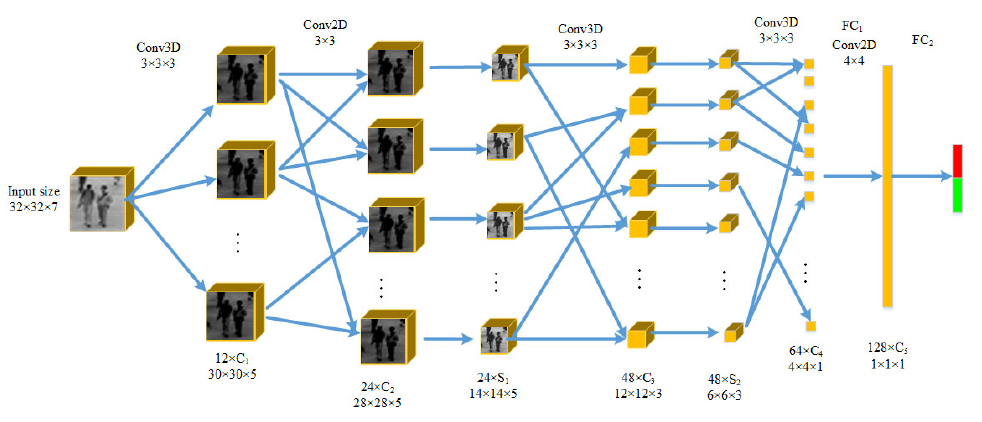 Conv3D
3×3×3
Conv2D
3×3
Conv3D
3×3×3
Conv3D
3×3×3
FC₁
Conv2D
4×4
FC₂
Input size
32×32×7
12×C₁
30×30×5
24×C₂
28×28×5
24×S₁
14×14×5
48×C₃
12×12×3
48×S₂
6×6×3
64×C₄
4×4×1
128×C₅
1×1×1